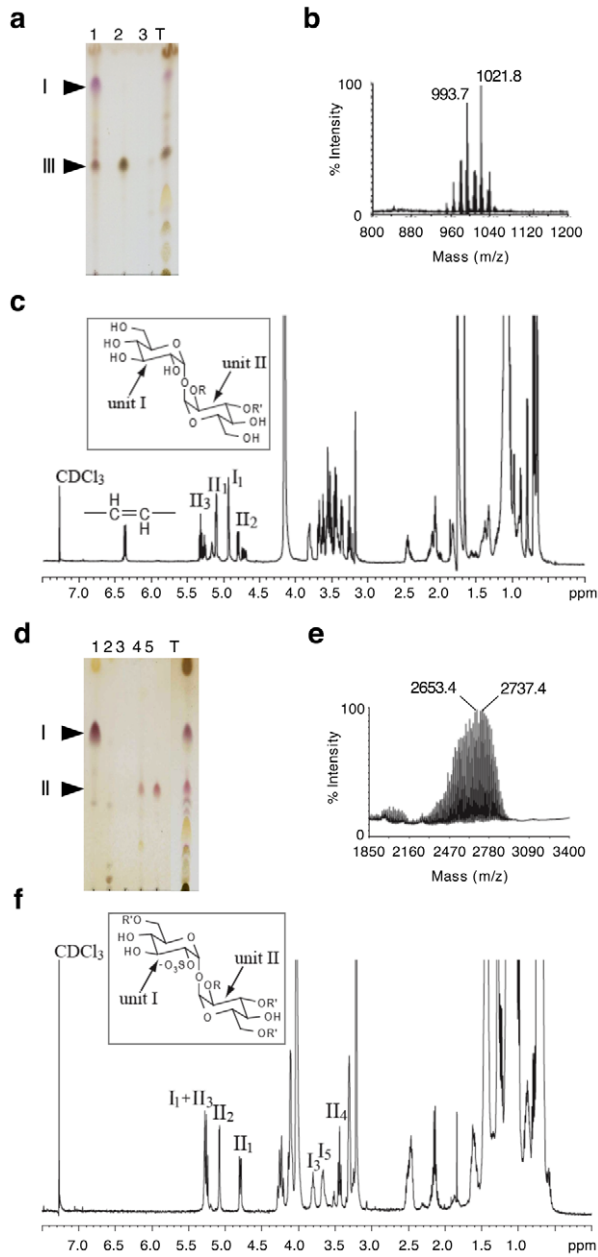 a
1 2 3 T
I
III
b
100
1021.8
993.7
% Intensity
0
800 880 960 1040 1120 1200
Mass (m/z)
c
HO
HO O
HO HO unit II
O OR
unit I OR'
O OH
OH
CDCl3
H
C=C
H
II3 II1 I1 II2
7.0 6.5 6.0 5.5 5.0 4.5 4.0 3.5 3.0 2.5 2.0 1.5 1.0 ppm
d
1 2 3 4 5 T
I
II
e
2653.4 2737.4
100
% Intensity
0
1850 2160 2470 2780 3090 3400
Mass (m/z)
f
R'O
HO O
HO unit II
-O3SO
O OR
unit I OR'
O OH
OR'
CDCl3
I1+II3 II2 II1 I3 I5 II4
7.0 6.5 6.0 5.5 5.0 4.5 4.0 3.5 3.0 2.5 2.0 1.5 1.0 ppm